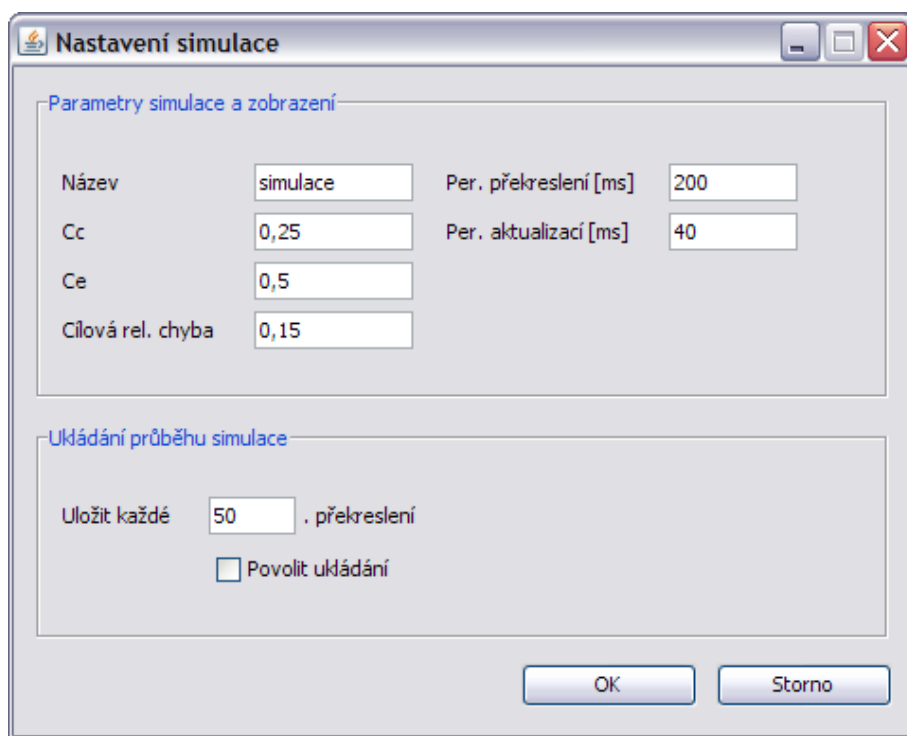 Nastavení simulace
Parametry simulace a zobrazení
Název simulace Per. překreslení [ms] 200
Cc 0,25 Per. aktualizací [ms] 40
Ce 0,5
Cílová rel. chyba 0,15
Ukládání průběhu simulace
Uložit každé 50 . překreslení
Povolit ukládání
OK Storno